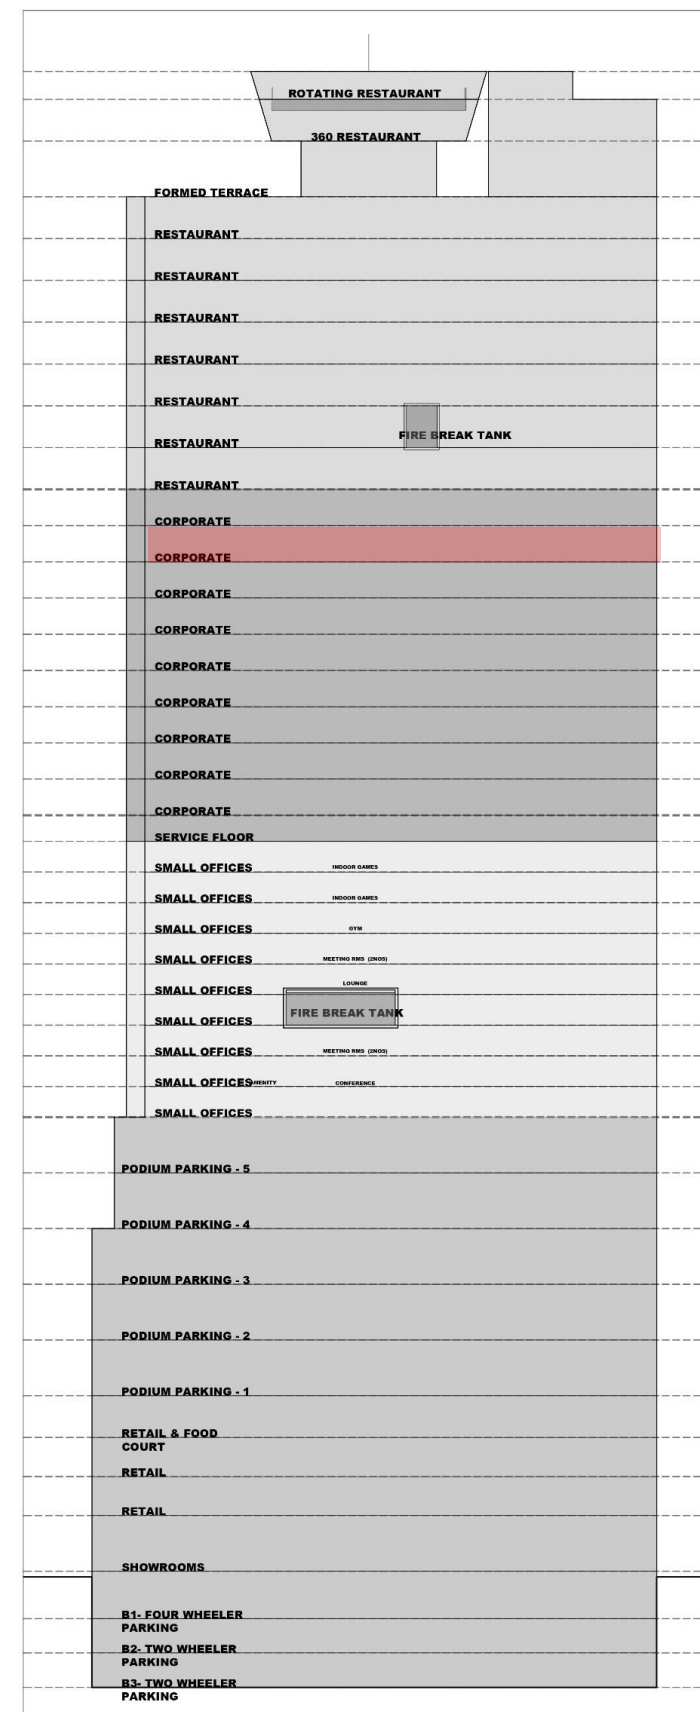 ROTATING RESTAURANT
360 RESTAURANT
FORMED TERRACE
RESTAURANT
RESTAURANT
RESTAURANT
RESTAURANT
RESTAURANT
FIRE BREAK TANK
RESTAURANT
RESTAURANT
CORPORATE
CORPORATE
CORPORATE
CORPORATE
CORPORATE
CORPORATE
CORPORATE
CORPORATE
CORPORATE
SERVICE FLOOR
SMALL OFFICES INDOOR GAMES
SMALL OFFICES INDOOR GAMES
SMALL OFFICES GYM
SMALL OFFICES MEETING RMS (2NOS)
LOUNGE
SMALL OFFICES
FIRE BREAK TANK
SMALL OFFICES
SMALL OFFICES MEETING RMS (2NOS)
SMALL OFFICES AMENITY CONFERENCE
SMALL OFFICES
PODIUM PARKING - 5
PODIUM PARKING - 4
PODIUM PARKING - 3
PODIUM PARKING - 2
PODIUM PARKING - 1
RETAIL & FOOD
COURT
RETAIL
RETAIL
SHOWROOMS
B1- FOUR WHEELER
PARKING
B2- TWO WHEELER
PARKING
B3- TWO WHEELER
PARKING